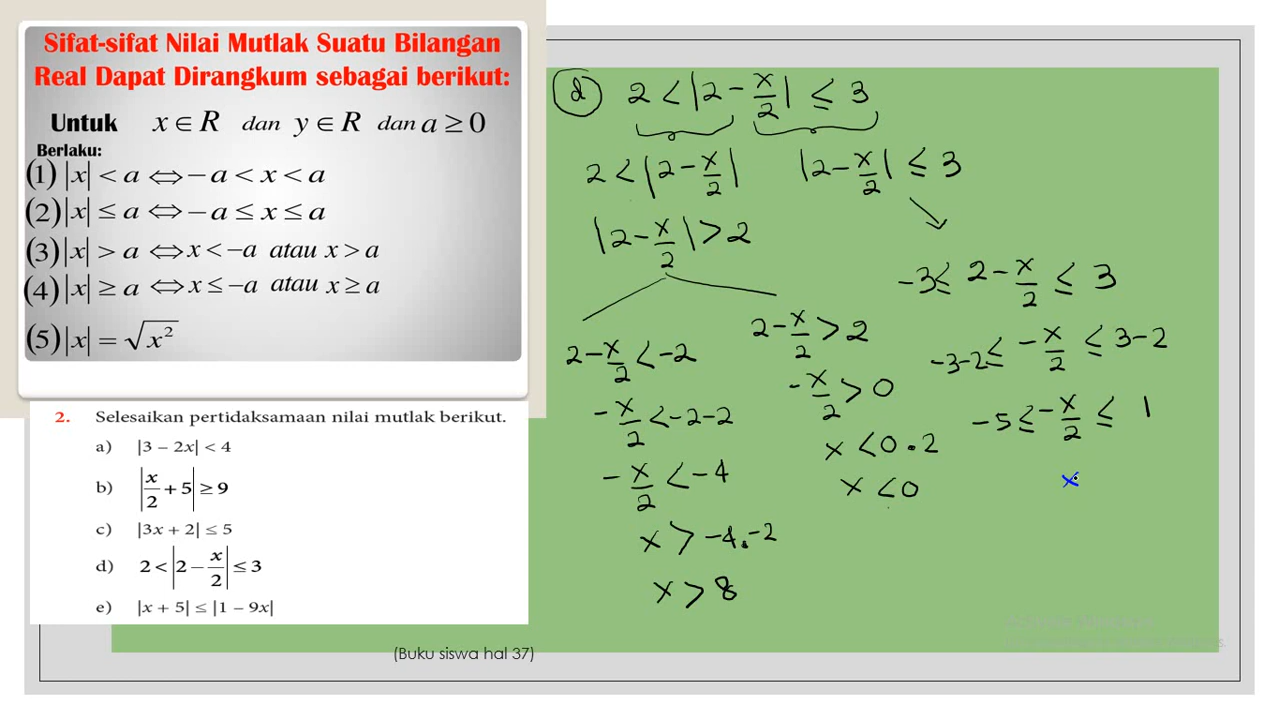 Sifat-sifat Nilai Mutlak Suatu Bilangan
Real Dapat Dirangkum sebagai berikut:
Untuk x ∈ R dan y ∈ R dan a ≥ 0
Berlaku:
(1) |x| < a ⇔ -a < x < a
(2) |x| ≤ a ⇔ -a ≤ x ≤ a
(3) |x| > a ⇔ x < -a atau x > a
(4) |x| ≥ a ⇔ x ≤ -a atau x ≥ a
(5) |x| = √x²
2. Selesaikan pertidaksamaan nilai mutlak berikut.
a) |3 – 2x| < 4
b) |x/2 + 5| ≥ 9
c) |3x + 2| ≤ 5
d) 2 < |2 – x/2| ≤ 3
e) |x + 5| ≤ |1 – 9x|
(Buku siswa hal 37)
d 2 < |2 - x/2| ≤ 3
2 < |2 - x/2|
|2 - x/2| > 2
2 - x/2 < -2
-x/2 < -2-2
-x/2 < -4
x > -4.-2
x > 8
2 - x/2 > 2
-x/2 > 0
x < 0.2
x < 0
|2 - x/2| ≤ 3
-3 ≤ 2 - x/2 ≤ 3
-3-2 ≤ -x/2 ≤ 3-2
-5 ≤ -x/2 ≤ 1
x